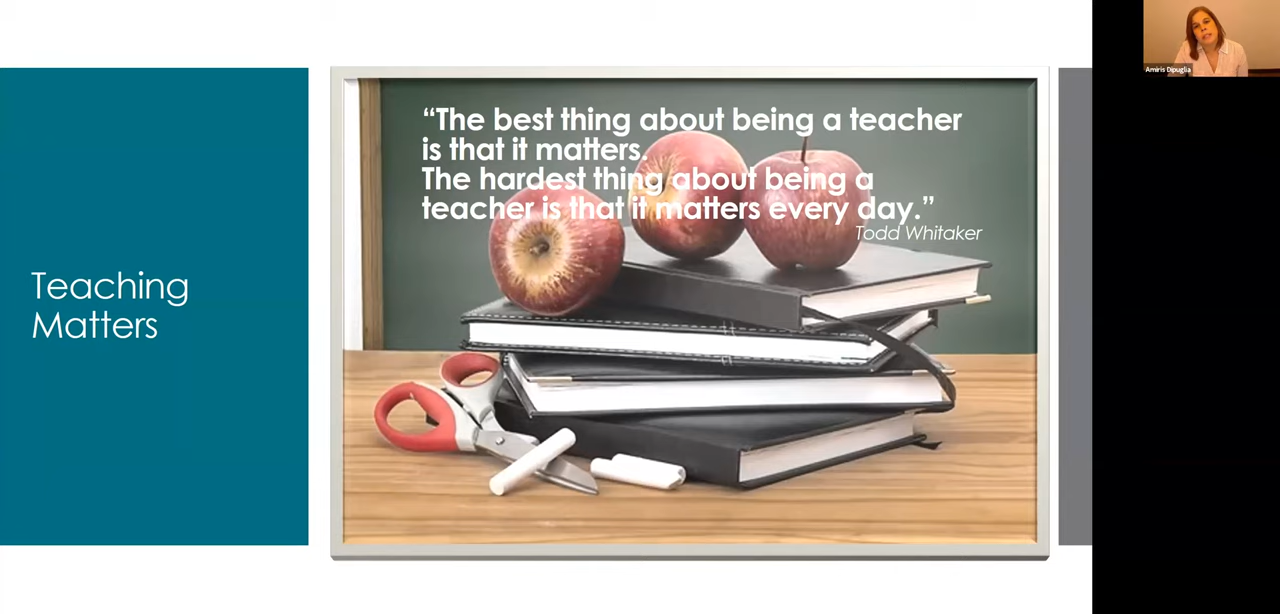 Teaching
Matters
“The best thing about being a teacher
is that it matters.
The hardest thing about being a
teacher is that it matters every day.”
Todd Whitaker
Amiris Dipuglia